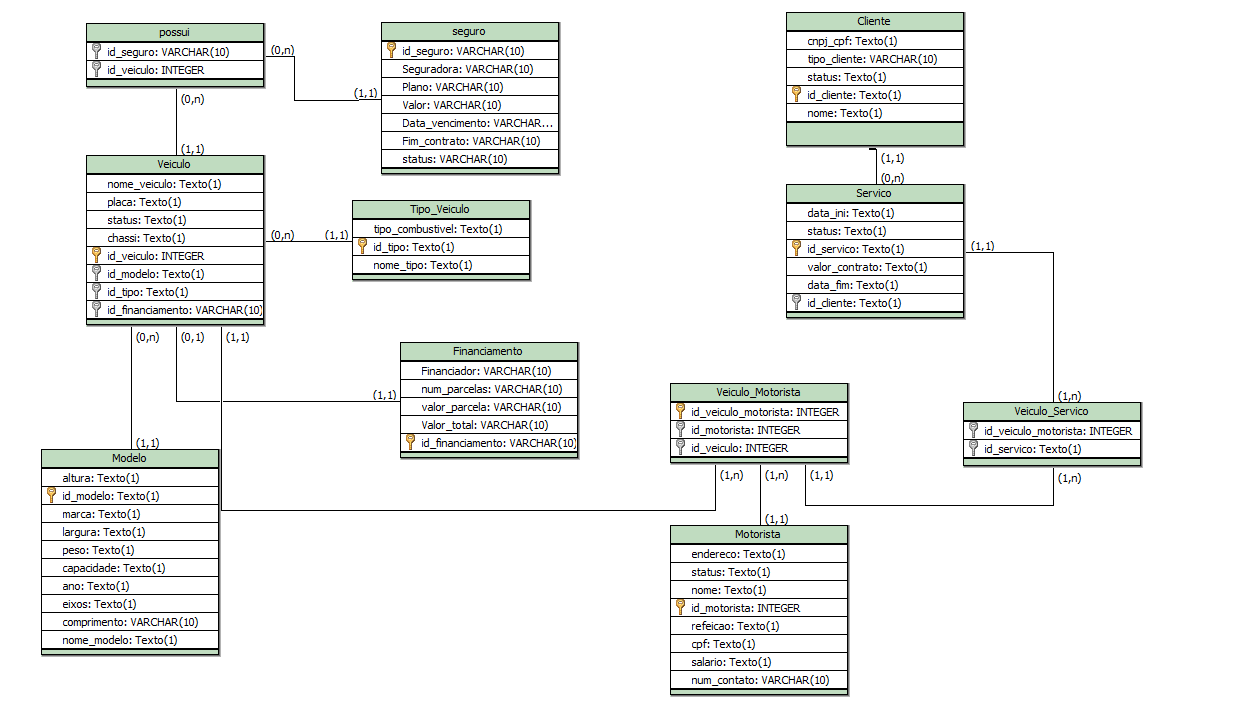 possui
id_seguro: VARCHAR(10)
id_veiculo: INTEGER
(0,n)
(0,n)
(1,1)
seguro
id_seguro: VARCHAR(10)
Seguradora: VARCHAR(10)
Plano: VARCHAR(10)
Valor: VARCHAR(10)
Data_vencimento: VARCHAR...
Fim_contrato: VARCHAR(10)
status: VARCHAR(10)
(1,1)
Veiculo
nome_veiculo: Texto(1)
placa: Texto(1)
status: Texto(1)
chassi: Texto(1)
id_veiculo: INTEGER
id_modelo: Texto(1)
id_tipo: Texto(1)
id_financiamento: VARCHAR(10)
(0,n)
(1,1)
Tipo_Veiculo
tipo_combustivel: Texto(1)
id_tipo: Texto(1)
nome_tipo: Texto(1)
(0,n)
(0,1)
(1,1)
(1,1)
Financiamento
Financiador: VARCHAR(10)
num_parcelas: VARCHAR(10)
valor_parcela: VARCHAR(10)
Valor_total: VARCHAR(10)
id_financiamento: VARCHAR(10)
(1,1)
Modelo
altura: Texto(1)
id_modelo: Texto(1)
marca: Texto(1)
largura: Texto(1)
peso: Texto(1)
capacidade: Texto(1)
ano: Texto(1)
eixos: Texto(1)
comprimento: VARCHAR(10)
nome_modelo: Texto(1)
Cliente
cnpj_cpf: Texto(1)
tipo_cliente: VARCHAR(10)
status: Texto(1)
id_cliente: Texto(1)
nome: Texto(1)
(1,1)
(0,n)
Servico
data_ini: Texto(1)
status: Texto(1)
id_servico: Texto(1)
valor_contrato: Texto(1)
data_fim: Texto(1)
id_cliente: Texto(1)
(1,1)
(1,n)
Veiculo_Motorista
id_veiculo_motorista: INTEGER
id_motorista: INTEGER
id_veiculo: INTEGER
(1,n)
(1,n)
(1,1)
Veiculo_Servico
id_veiculo_motorista: INTEGER
id_servico: Texto(1)
(1,n)
(1,1)
Motorista
endereco: Texto(1)
status: Texto(1)
nome: Texto(1)
id_motorista: INTEGER
refeicao: Texto(1)
cpf: Texto(1)
salario: Texto(1)
num_contato: VARCHAR(10)